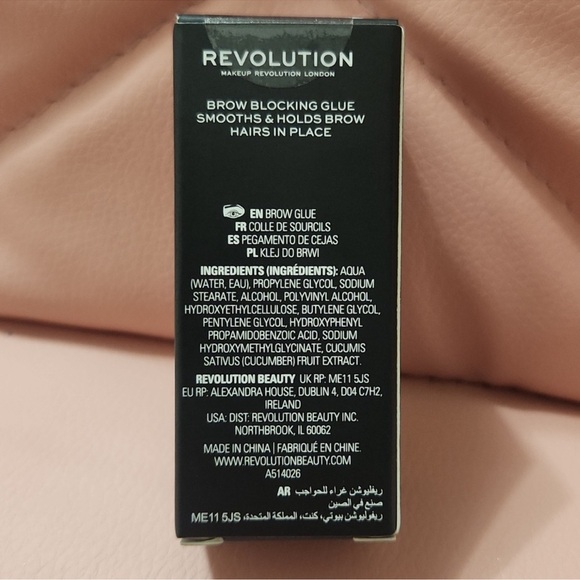 REVOLUTION
MAKEUP REVOLUTION LONDON
BROW BLOCKING GLUE
SMOOTHS & HOLDS BROW
HAIRS IN PLACE
EN BROW GLUE
FR COLLE DE SOURCILS
ES PEGAMENTO DE CEJAS
PL KLEJ DO BRWI
INGREDIENTS (INGRÉDIENTS): AQUA
(WATER, EAU), PROPYLENE GLYCOL, SODIUM
STEARATE, ALCOHOL, POLYVINYL ALCOHOL,
HYDROXYETHYLCELLULOSE, BUTYLENE GLYCOL,
PENTYLENE GLYCOL, HYDROXYPHENYL
PROPAMIDOBENZOIC ACID, SODIUM
HYDROXYMETHYLGLYCINATE, CUCUMIS
SATIVUS (CUCUMBER) FRUIT EXTRACT.
REVOLUTION BEAUTY UK RP: ME11 5JS
EU RP: ALEXANDRA HOUSE, DUBLIN 4, D04 C7H2,
IRELAND
USA: DIST: REVOLUTION BEAUTY INC.
NORTHBROOK, IL 60062
MADE IN CHINA | FABRIQUÉ EN CHINE.
WWW.REVOLUTIONBEAUTY.COM
A514026
AR ريفليوشن غراء للحواجب
صنع في الصين
ريفوليوشن بيوتي، كنت، المملكة المتحدة، ME11 5JS